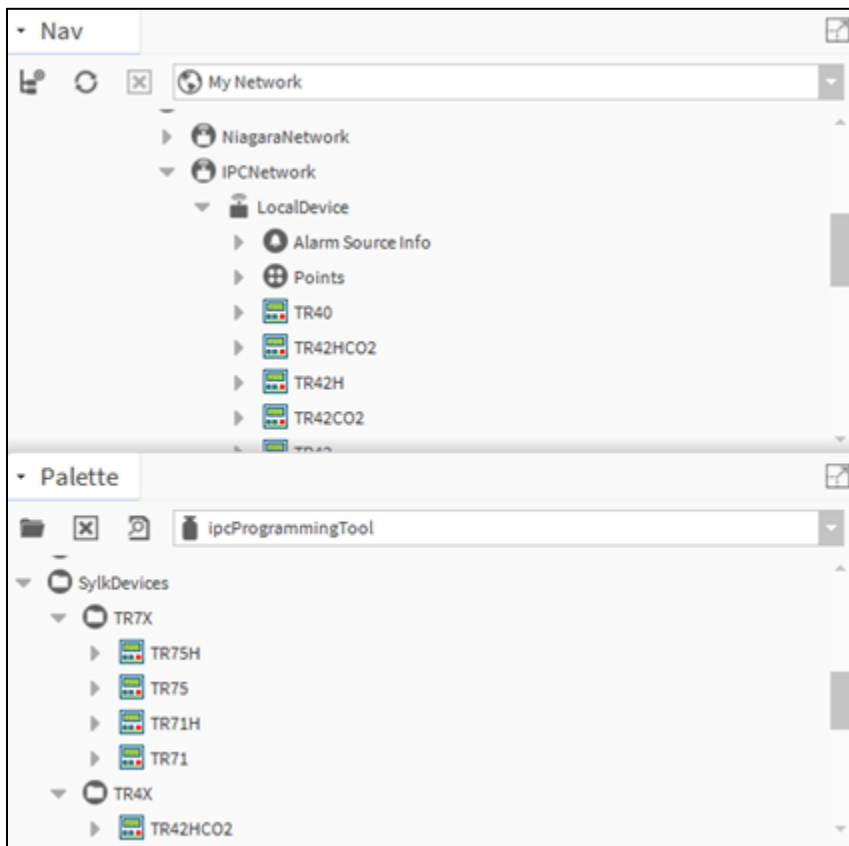 Nav
My Network
NiagaraNetwork
IPCNetwork
LocalDevice
Alarm Source Info
Points
TR40
TR42HCO2
TR42H
TR42CO2
TR42
Palette
ipcProgrammingTool
SylkDevices
TR7X
TR75H
TR75
TR71H
TR71
TR4X
TR42HCO2